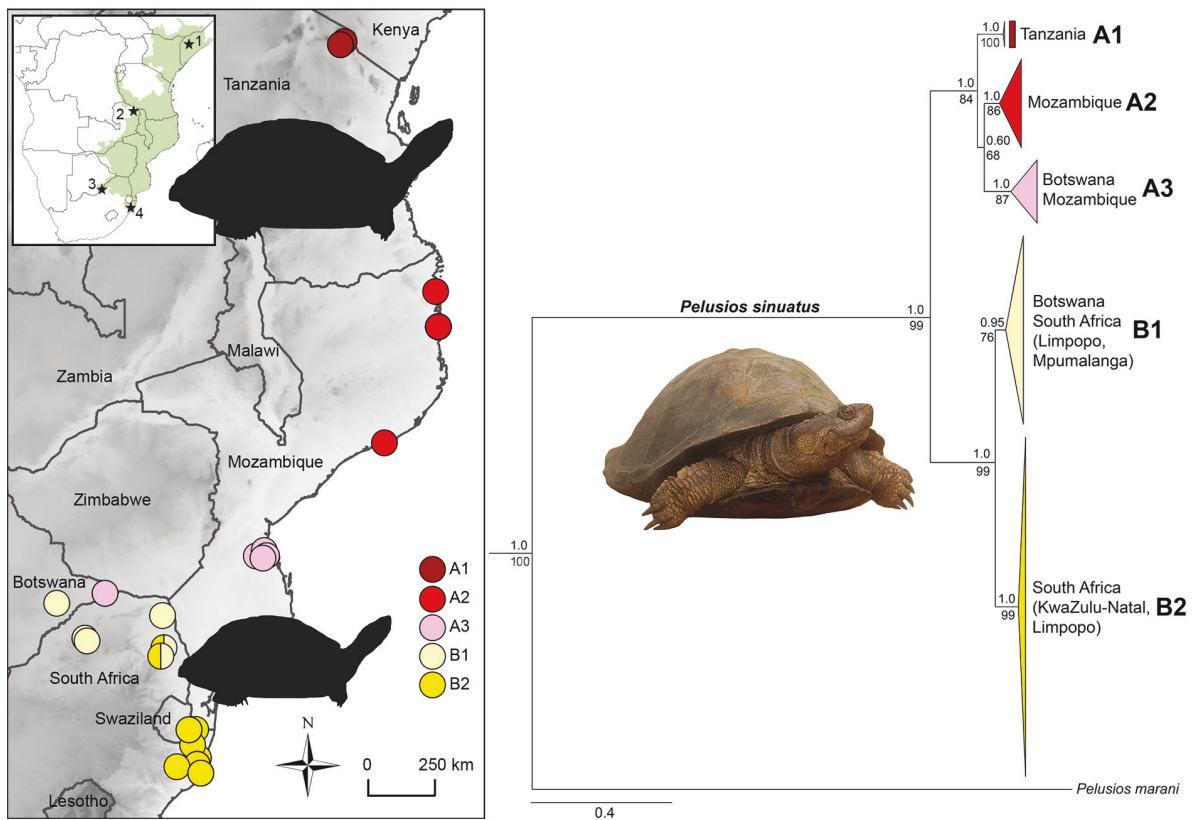 1
2
3
4
Kenya
Tanzania
Malawi
Zambia
Mozambique
Zimbabwe
Botswana
South Africa
Swaziland
Lesotho
A1
A2
A3
B1
B2
N
0 250 km
1.0
100
Tanzania A1
1.0
84
1.0
86
Mozambique A2
0.60
68
1.0
87
Botswana
Mozambique A3
Pelusios sinuatus
1.0
99
0.95
76
Botswana
South Africa
(Limpopo,
Mpumalanga)
B1
1.0
99
1.0
100
1.0
99
South Africa
(KwaZulu-Natal,
Limpopo)
B2
Pelusios marani
0.4